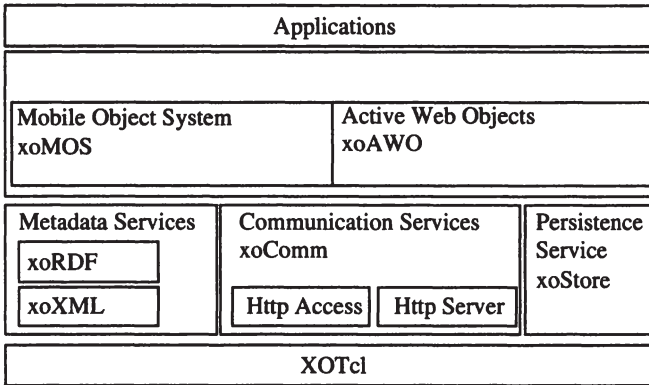 Applications
Mobile Object System
xoMOS
Active Web Objects
xoAWO
Metadata Services
xoRDF
xoXML
Communication Services
xoComm
Http Access
Http Server
Persistence
Service
xoStore
XOTcl